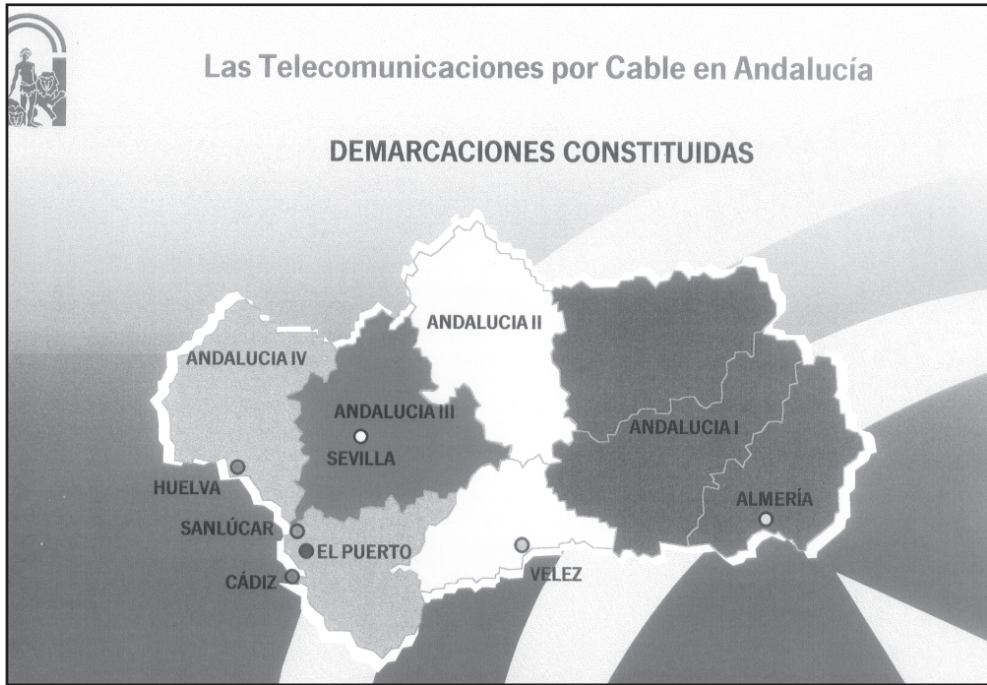 Las Telecomunicaciones por Cable en Andalucía
DEMARCACIONES CONSTITUIDAS
ANDALUCIA II
ANDALUCIA IV
ANDALUCIA III
SEVILLA
ANDALUCIA I
HUELVA
ALMERÍA
SANLÚCAR
EL PUERTO
CÁDIZ
VELEZ